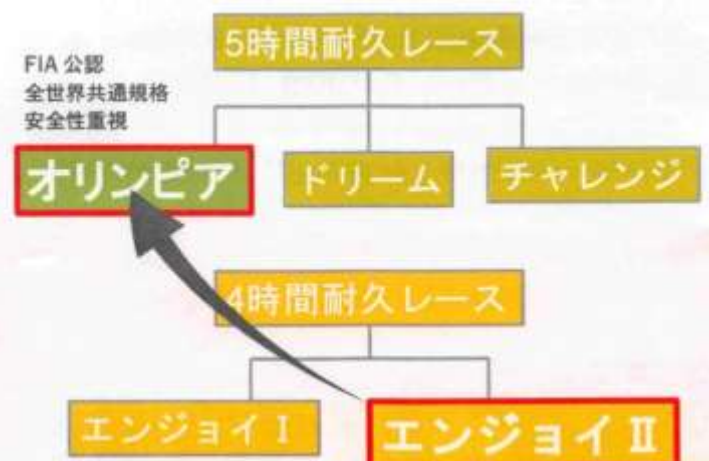 5時間耐久レース
FIA 公認
全世界共通規格
安全性重視
オリンピア
ドリーム
チャレンジ
4時間耐久レース
エンジョイ I
エンジョイ II